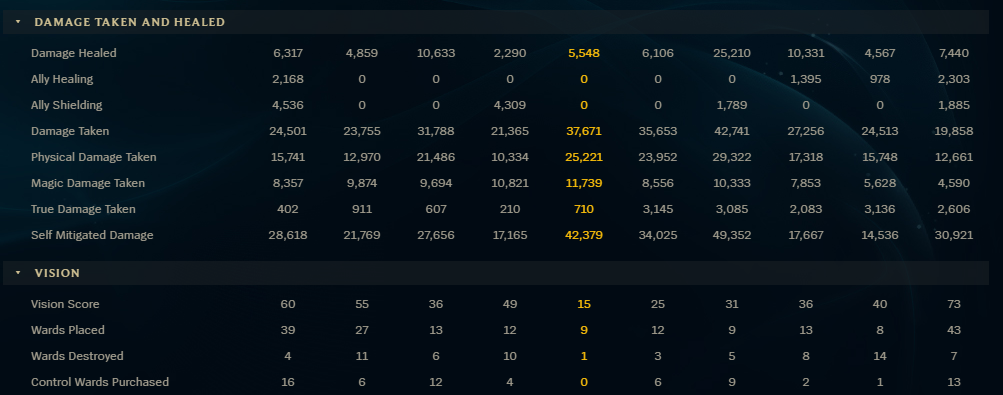 DAMAGE TAKEN AND HEALED
Damage Healed 6,317 4,859 10,633 2,290 5,548 6,106 25,210 10,331 4,567 7,440
Ally Healing 2,168 0 0 0 0 0 0 1,395 978 2,303
Ally Shielding 4,536 0 0 4,309 0 0 1,789 0 0 1,885
Damage Taken 24,501 23,755 31,788 21,365 37,671 35,653 42,741 27,256 24,513 19,858
Physical Damage Taken 15,741 12,970 21,486 10,334 25,221 23,952 29,322 17,318 15,748 12,661
Magic Damage Taken 8,357 9,874 9,694 10,821 11,739 8,556 10,333 7,853 5,628 4,590
True Damage Taken 402 911 607 210 710 3,145 3,085 2,083 3,136 2,606
Self Mitigated Damage 28,618 21,769 27,656 17,165 42,379 34,025 49,352 17,667 14,536 30,921
VISION
Vision Score 60 55 36 49 15 25 31 36 40 73
Wards Placed 39 27 13 12 9 12 9 13 8 43
Wards Destroyed 4 11 6 10 1 3 5 8 14 7
Control Wards Purchased 16 6 12 4 0 6 9 2 1 13